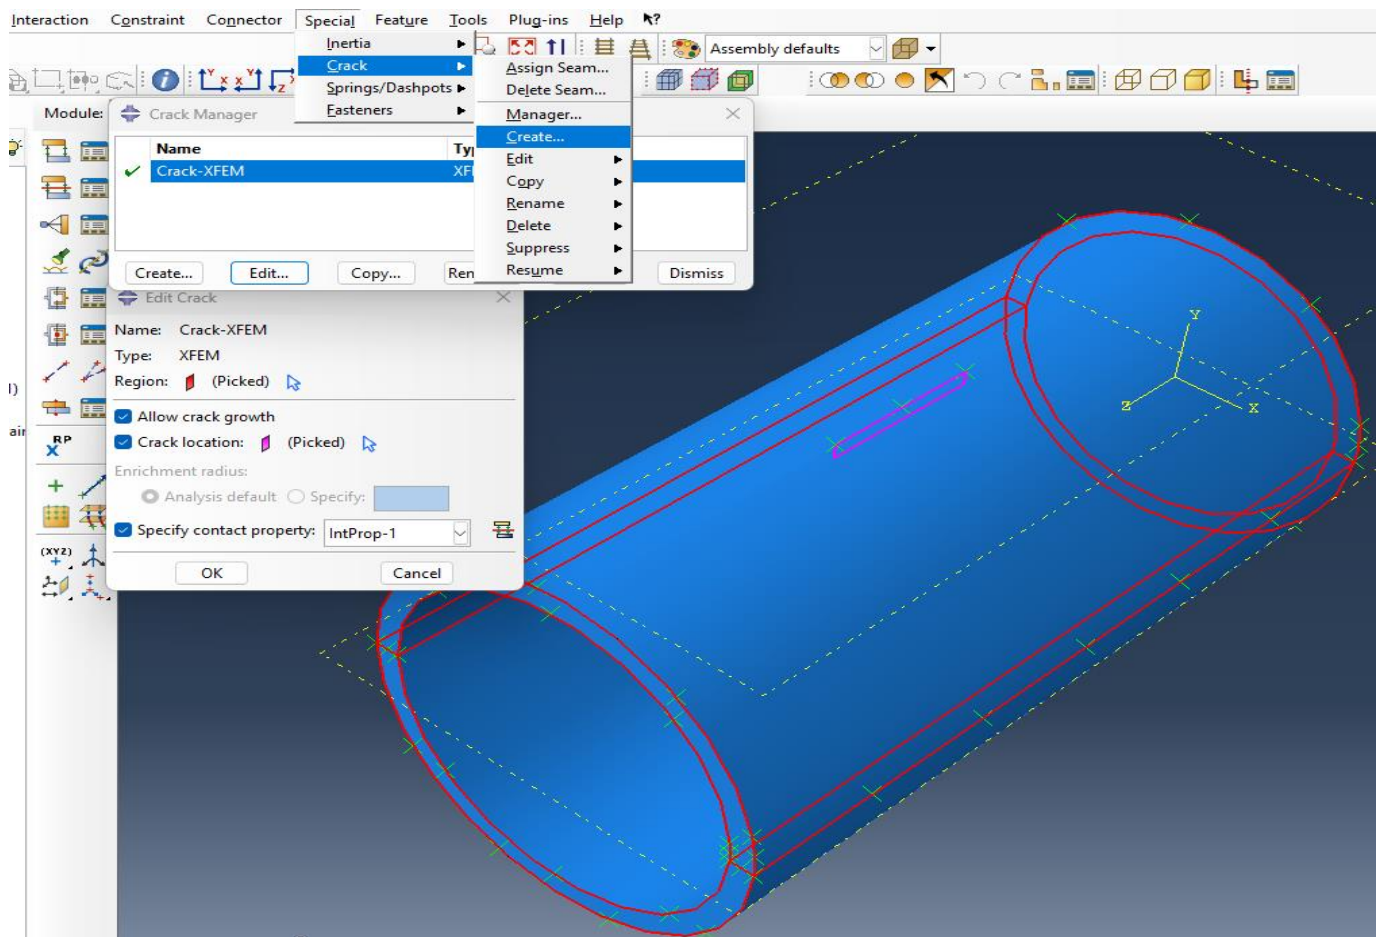 Interaction Constraint Connector Special Feature Tools Plug-ins Help
Inertia
Crack
Springs/Dashpots
Fasteners
Assign Seam...
Delete Seam...
Manager...
Create...
Edit
Copy
Rename
Delete
Suppress
Resume
Assembly defaults
Module:
Crack Manager
Name
Crack-XFEM
Create... Edit... Copy... Dismiss
Edit Crack
Name: Crack-XFEM
Type: XFEM
Region: (Picked)
Allow crack growth
Crack location: (Picked)
Enrichment radius:
Analysis default Specify:
Specify contact property: IntProp-1
OK Cancel
RP
(XYZ)
Y
X
Z